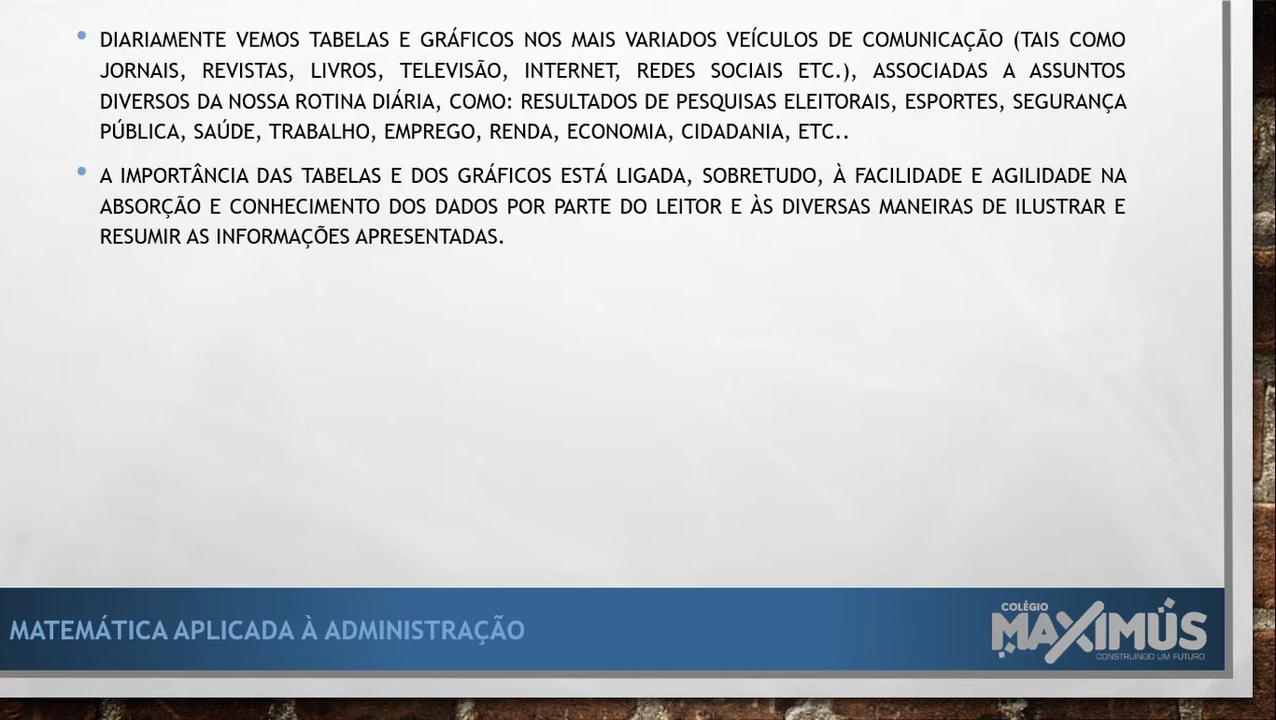 DIARIAMENTE VEMOS TABELAS E GRÁFICOS NOS MAIS VARIADOS VEÍCULOS DE COMUNICAÇÃO (TAIS COMO
JORNAIS, REVISTAS, LIVROS, TELEVISÃO, INTERNET, REDES SOCIAIS ETC.), ASSOCIADAS A ASSUNTOS
DIVERSOS DA NOSSA ROTINA DIÁRIA, COMO: RESULTADOS DE PESQUISAS ELEITORAIS, ESPORTES, SEGURANÇA
PÚBLICA, SAÚDE, TRABALHO, EMPREGO, RENDA, ECONOMIA, CIDADANIA, ETC..
A IMPORTÂNCIA DAS TABELAS E DOS GRÁFICOS ESTÁ LIGADA, SOBRETUDO, À FACILIDADE E AGILIDADE NA
ABSORÇÃO E CONHECIMENTO DOS DADOS POR PARTE DO LEITOR E ÀS DIVERSAS MANEIRAS DE ILUSTRAR E
RESUMIR AS INFORMAÇÕES APRESENTADAS.
MATEMÁTICA APLICADA À ADMINISTRAÇÃO
COLÉGIO
MAXIMÚS
CONSTRUINDO UM FUTURO